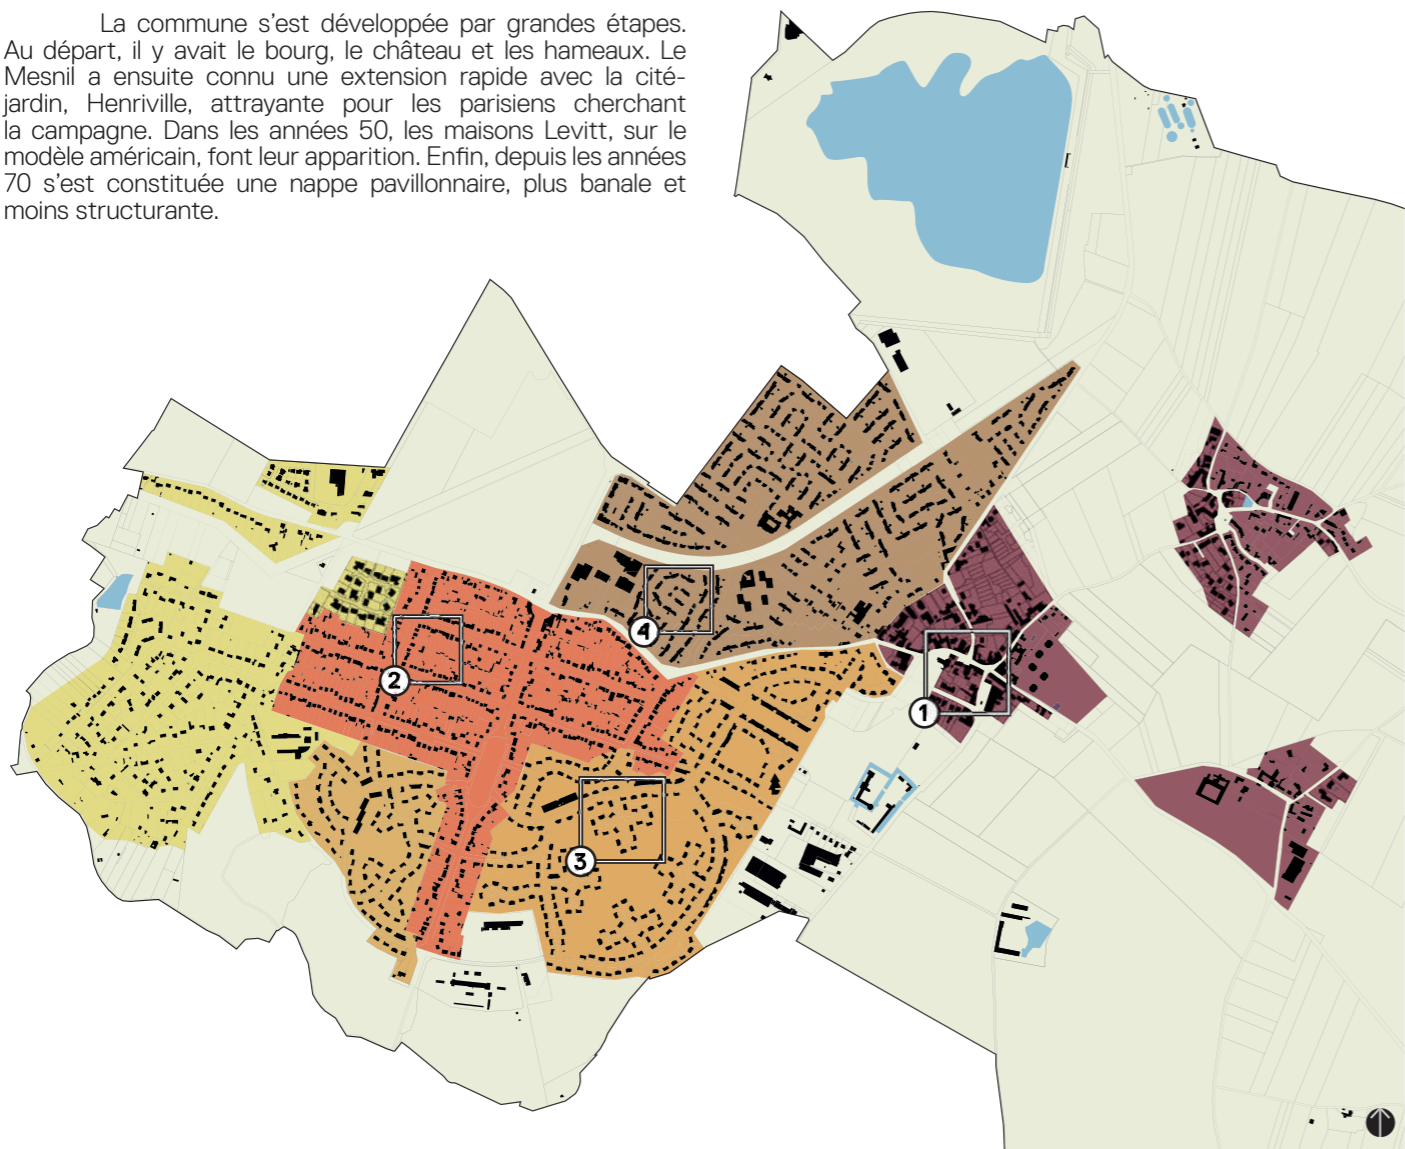 La commune s’est développée par grandes étapes.
Au départ, il y avait le bourg, le château et les hameaux. Le
Mesnil a ensuite connu une extension rapide avec la cité-
jardin, Henriville, attrayante pour les parisiens cherchant
la campagne. Dans les années 50, les maisons Levitt, sur le
modèle américain, font leur apparition. Enfin, depuis les années
70 s’est constituée une nappe pavillonnaire, plus banale et
moins structurante.
4
2
1
3